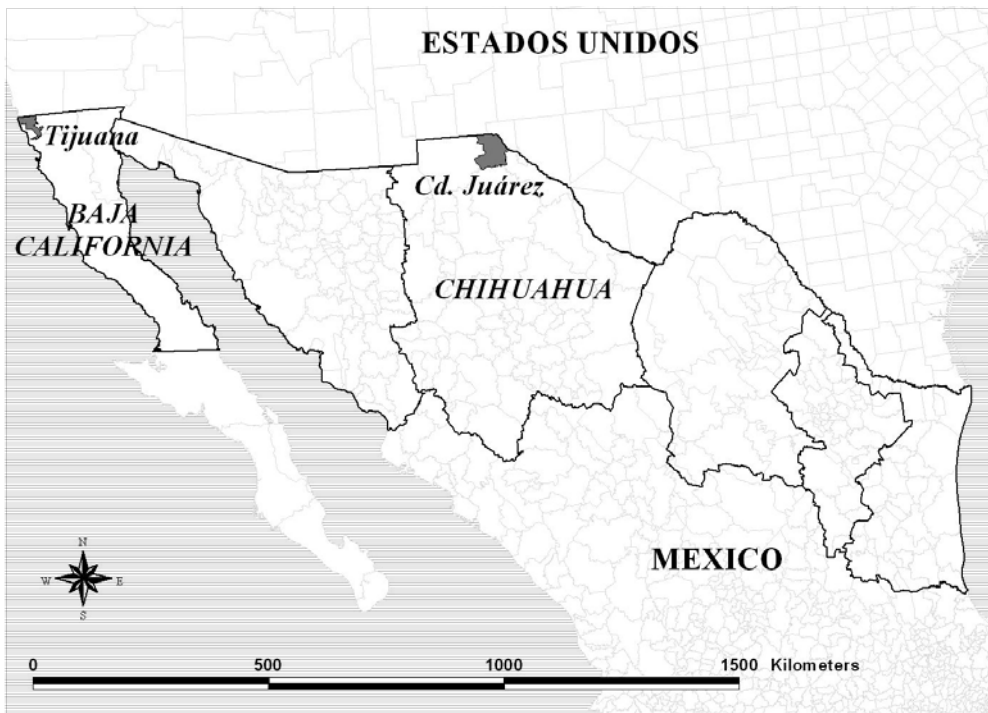 ESTADOS UNIDOS
Tijuana
Cd. Juárez
BAJA
CALIFORNIA
CHIHUAHUA
MEXICO
N
W E
S
0 500 1000 1500 Kilometers